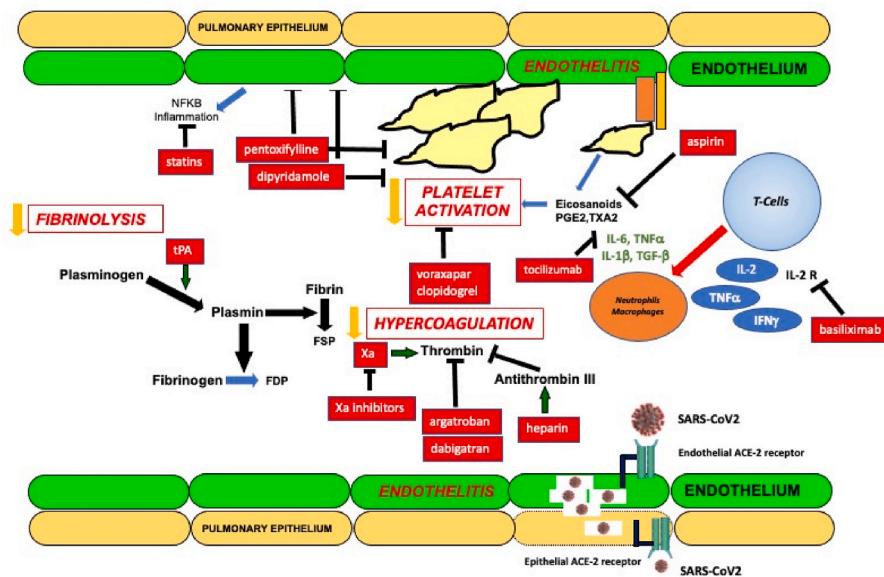 PULMONARY EPITHELIUM
ENDOTHELITIS
ENDOTHELIUM
NFKB
Inflammation
statins
pentoxifylline
dipyridamole
aspirin
PLATELET
ACTIVATION
Eicosanoids
PGE2,TXA2
T-Cells
FIBRINOLYSIS
IL-6, TNFα
IL-1β, TGF-β
tPA
voraxapar
clopidogrel
tocilizumab
IL-2
IL-2 R
TNFα
IFNγ
Neutrophils
Macrophages
basiliximab
Plasminogen
Plasmin
Fibrin
FSP
HYPERCOAGULATION
Xa
Thrombin
Fibrinogen
FDP
Antithrombin III
Xa inhibitors
argatroban
dabigatran
heparin
SARS-CoV2
Endothelial ACE-2 receptor
ENDOTHELITIS
ENDOTHELIUM
PULMONARY EPITHELIUM
Epithelial ACE-2 receptor
SARS-CoV2